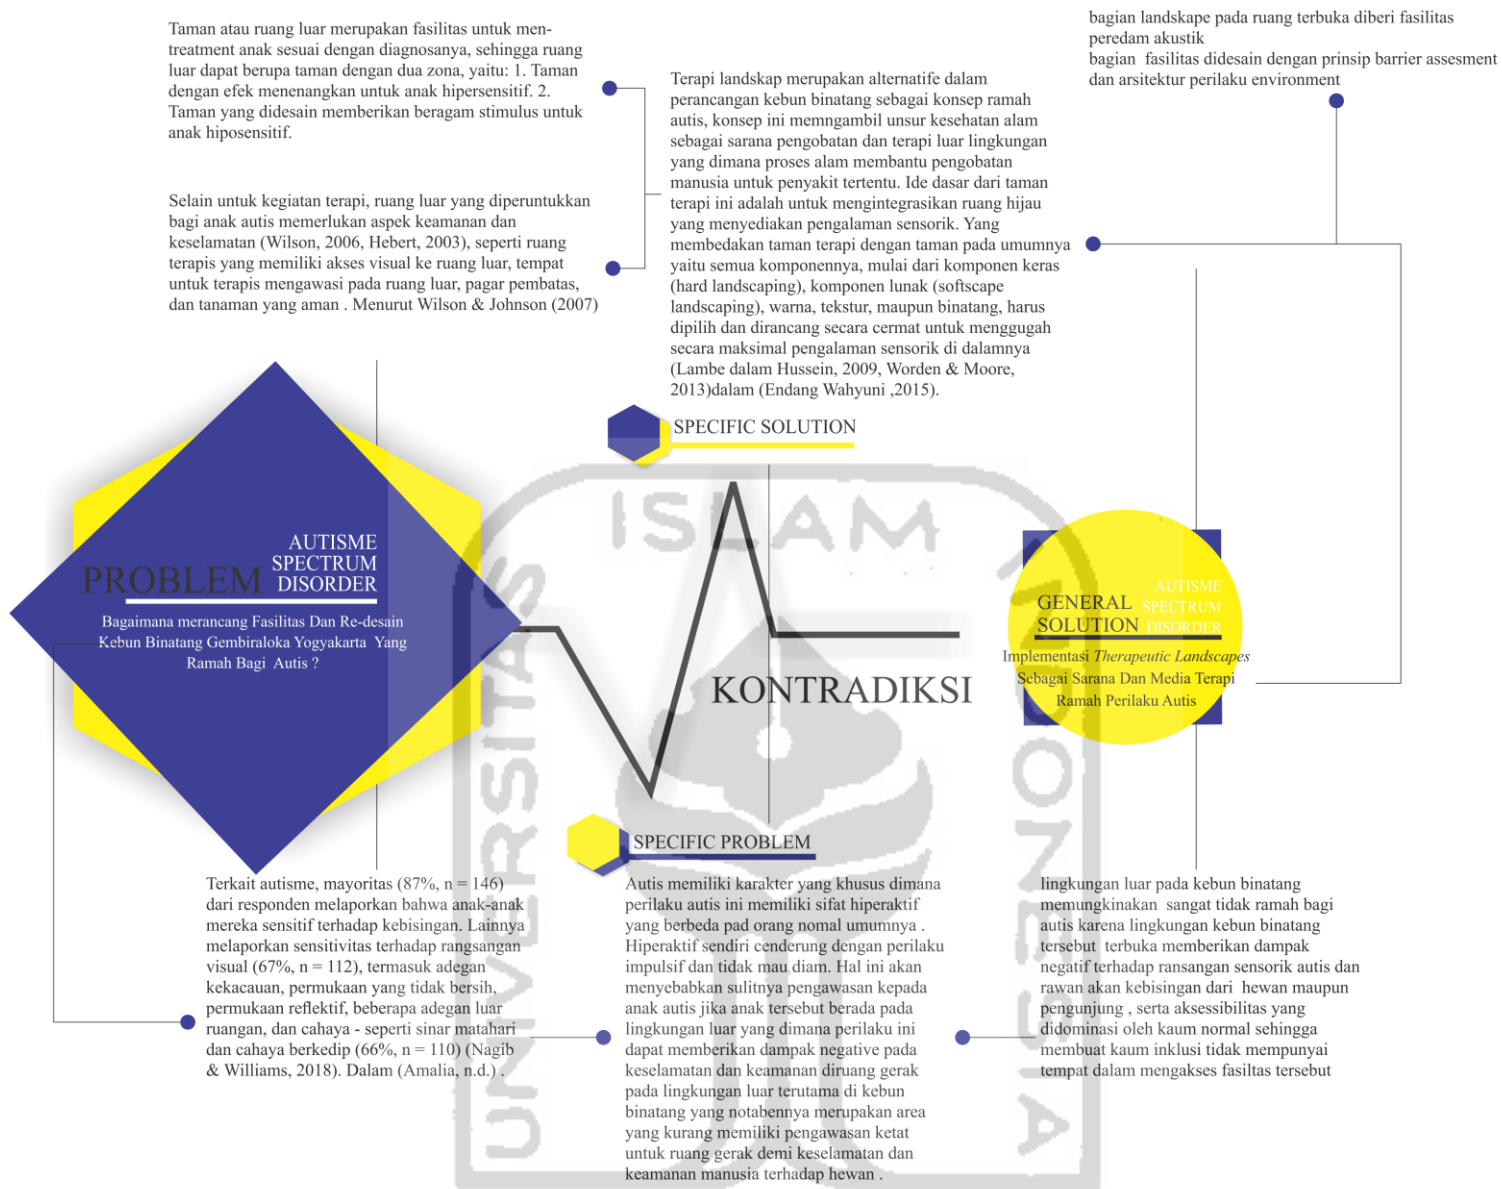 Taman atau ruang luar merupakan fasilitas untuk men-
treatment anak sesuai dengan diagnosanya, sehingga ruang
luar dapat berupa taman dengan dua zona, yaitu: 1. Taman
dengan efek menenangkan untuk anak hipersensitif. 2.
Taman yang didesain memberikan beragam stimulus untuk
anak hiposensitif.
Selain untuk kegiatan terapi, ruang luar yang diperuntukkan
bagi anak autis memerlukan aspek keamanan dan
keselamatan (Wilson, 2006, Hebert, 2003), seperti ruang
terapis yang memiliki akses visual ke ruang luar, tempat
untuk terapis mengawasi pada ruang luar, pagar pembatas,
dan tanaman yang aman . Menurut Wilson & Johnson (2007)
Terapi landskap merupakan alternatife dalam
perancangan kebun binatang sebagai konsep ramah
autis, konsep ini memngambil unsur kesehatan alam
sebagai sarana pengobatan dan terapi luar lingkungan
yang dimana proses alam membantu pengobatan
manusia untuk penyakit tertentu. Ide dasar dari taman
terapi ini adalah untuk mengintegrasikan ruang hijau
yang menyediakan pengalaman sensorik. Yang
membedakan taman terapi dengan taman pada umumnya
yaitu semua komponennya, mulai dari komponen keras
(hard landscaping), komponen lunak (softscape
landscaping), warna, tekstur, maupun binatang, harus
dipilih dan dirancang secara cermat untuk menggugah
secara maksimal pengalaman sensorik di dalamnya
(Lambe dalam Hussein, 2009, Worden & Moore,
2013)dalam (Endang Wahyuni ,2015).
bagian landskape pada ruang terbuka diberi fasilitas
peredam akustik
bagian  fasilitas didesain dengan prinsip barrier assesment
dan arsitektur perilaku environment
SPECIFIC SOLUTION
PROBLEM
AUTISME
SPECTRUM
DISORDER
Bagaimana merancang Fasilitas Dan Re-desain
Kebun Binatang Gembiraloka Yogyakarta  Yang
Ramah Bagi  Autis ?
KONTRADIKSI
GENERAL
SOLUTION
AUTISME
SPECTRUM
DISORDER
Implementasi Therapeutic Landscapes
Sebagai Sarana Dan Media Terapi
Ramah Perilaku Autis
SPECIFIC PROBLEM
Terkait autisme, mayoritas (87%, n = 146)
dari responden melaporkan bahwa anak-anak
mereka sensitif terhadap kebisingan. Lainnya
melaporkan sensitivitas terhadap rangsangan
visual (67%, n = 112), termasuk adegan
kekacauan, permukaan yang tidak bersih,
permukaan reflektif, beberapa adegan luar
ruangan, dan cahaya - seperti sinar matahari
dan cahaya berkedip (66%, n = 110) (Nagib
& Williams, 2018). Dalam (Amalia, n.d.) .
Autis memiliki karakter yang khusus dimana
perilaku autis ini memiliki sifat hiperaktif
yang berbeda pad orang nomal umumnya .
Hiperaktif sendiri cenderung dengan perilaku
impulsif dan tidak mau diam. Hal ini akan
menyebabkan sulitnya pengawasan kepada
anak autis jika anak tersebut berada pada
lingkungan luar yang dimana perilaku ini
dapat memberikan dampak negative pada
keselamatan dan keamanan diruang gerak
pada lingkungan luar terutama di kebun
binatang yang notabennya merupakan area
yang kurang memiliki pengawasan ketat
untuk ruang gerak demi keselamatan dan
keamanan manusia terhadap hewan .
lingkungan luar pada kebun binatang
memungkinakan  sangat tidak ramah bagi
autis karena lingkungan kebun binatang
tersebut  terbuka memberikan dampak
negatif terhadap ransangan sensorik autis dan
rawan akan kebisingan dari  hewan maupun
pengunjung , serta aksessibilitas yang
didominasi oleh kaum normal sehingga
membuat kaum inklusi tidak mempunyai
tempat dalam mengakses fasiltas tersebut
UNIVERSITAS
ISLAM
INDONESIA